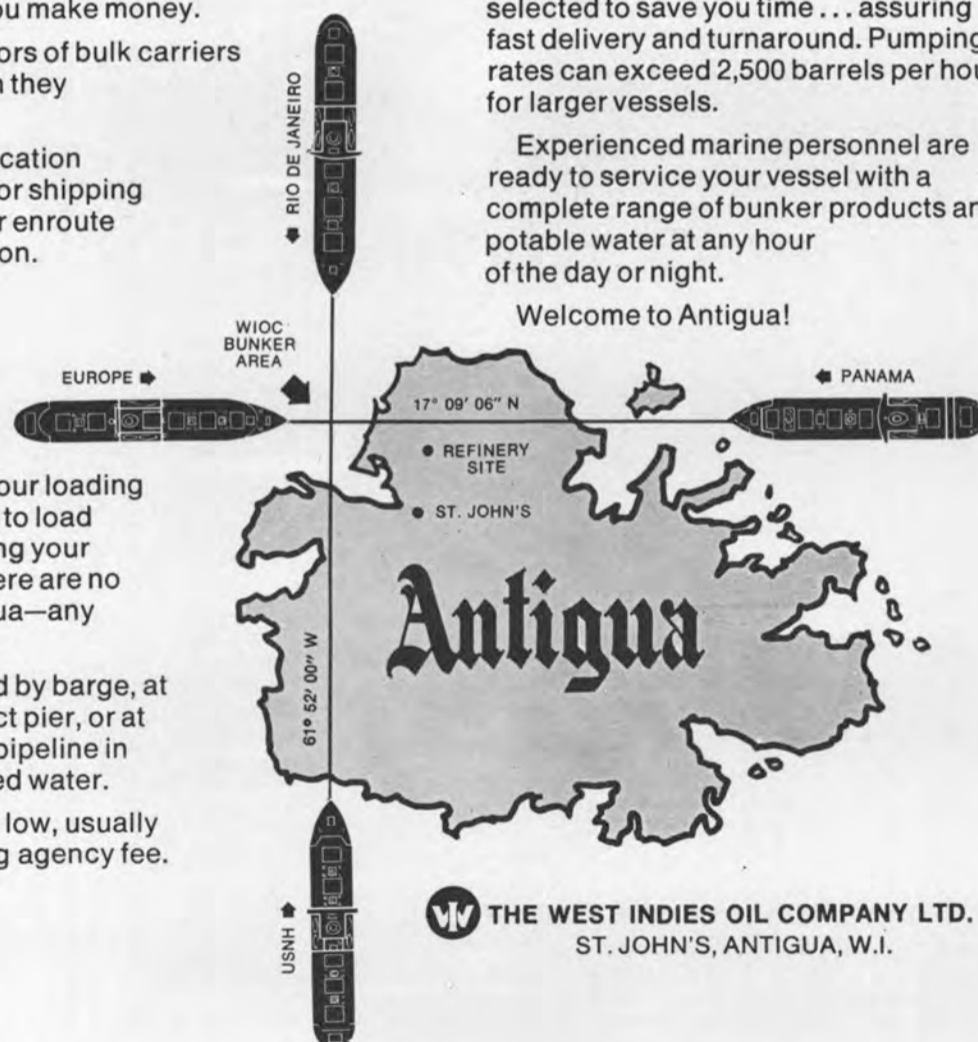 ou make money.
ors of bulk carriers
n they
cation
or shipping
r enroute
on.
our loading
to load
ng your
ere are no
ua—any
d by barge, at
ct pier, or at
pipeline in
ed water.
low, usually
g agency fee.
selected to save you time ... assuring
fast delivery and turnaround. Pumping
rates can exceed 2,500 barrels per hou
for larger vessels.
Experienced marine personnel are
ready to service your vessel with a
complete range of bunker products an
potable water at any hour
of the day or night.
Welcome to Antigua!
RIO DE JANEIRO
WIOC
BUNKER
AREA
EUROPE
PANAMA
17° 09′ 06″ N
REFINERY
SITE
ST. JOHN'S
Antigua
61° 52′ 00″ W
USNH
THE WEST INDIES OIL COMPANY LTD.
ST. JOHN'S, ANTIGUA, W.I.